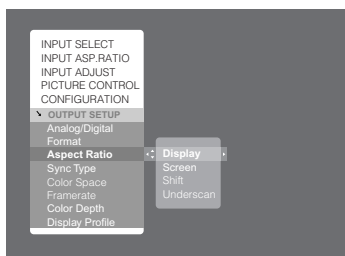 INPUT SELECT
INPUT ASP.RATIO
INPUT ADJUST
PICTURE CONTROL
CONFIGURATION
OUTPUT SETUP
Analog/Digital
Format
Aspect Ratio
Sync Type
Color Space
Framerate
Color Depth
Display Profile
Display
Screen
Shift
Underscan